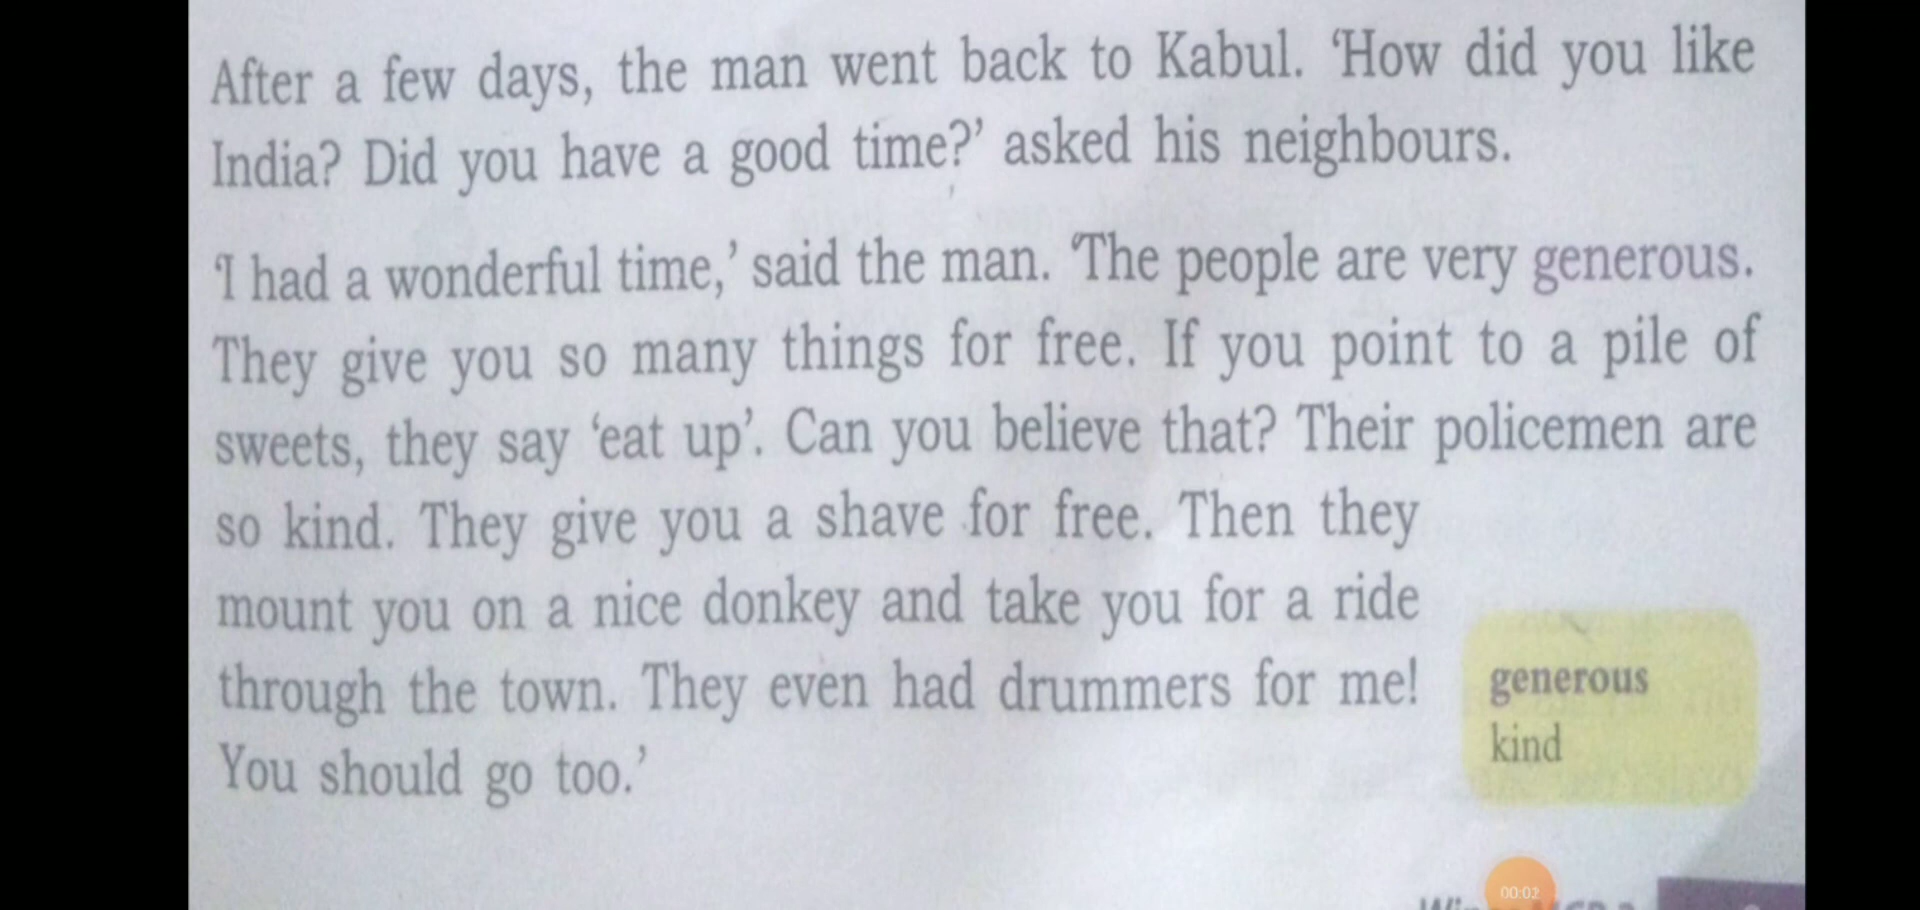 After a few days, the man went back to Kabul. ‘How did you like
India? Did you have a good time?’ asked his neighbours.
‘I had a wonderful time,’ said the man. ‘The people are very generous.
They give you so many things for free. If you point to a pile of
sweets, they say ‘eat up’. Can you believe that? Their policemen are
so kind. They give you a shave for free. Then they
mount you on a nice donkey and take you for a ride
through the town. They even had drummers for me!
You should go too.’
generous
kind
00:02